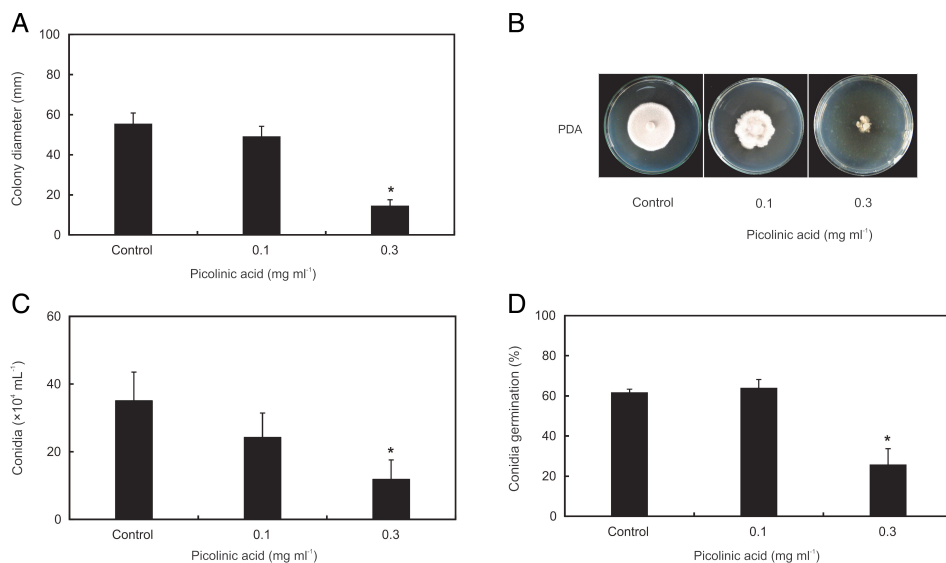 A
100
80
60
40
20
0
Colony diameter (mm)
*
Control 0.1 0.3
Picolinic acid (mg ml⁻¹)
B
PDA
Control 0.1 0.3
Picolinic acid (mg ml⁻¹)
C
60
40
20
0
Conidia (×10⁴ mL⁻¹)
*
Control 0.1 0.3
Picolinic acid (mg ml⁻¹)
D
100
80
60
40
20
0
Conidia germination (%)
*
Control 0.1 0.3
Picolinic acid (mg ml⁻¹)